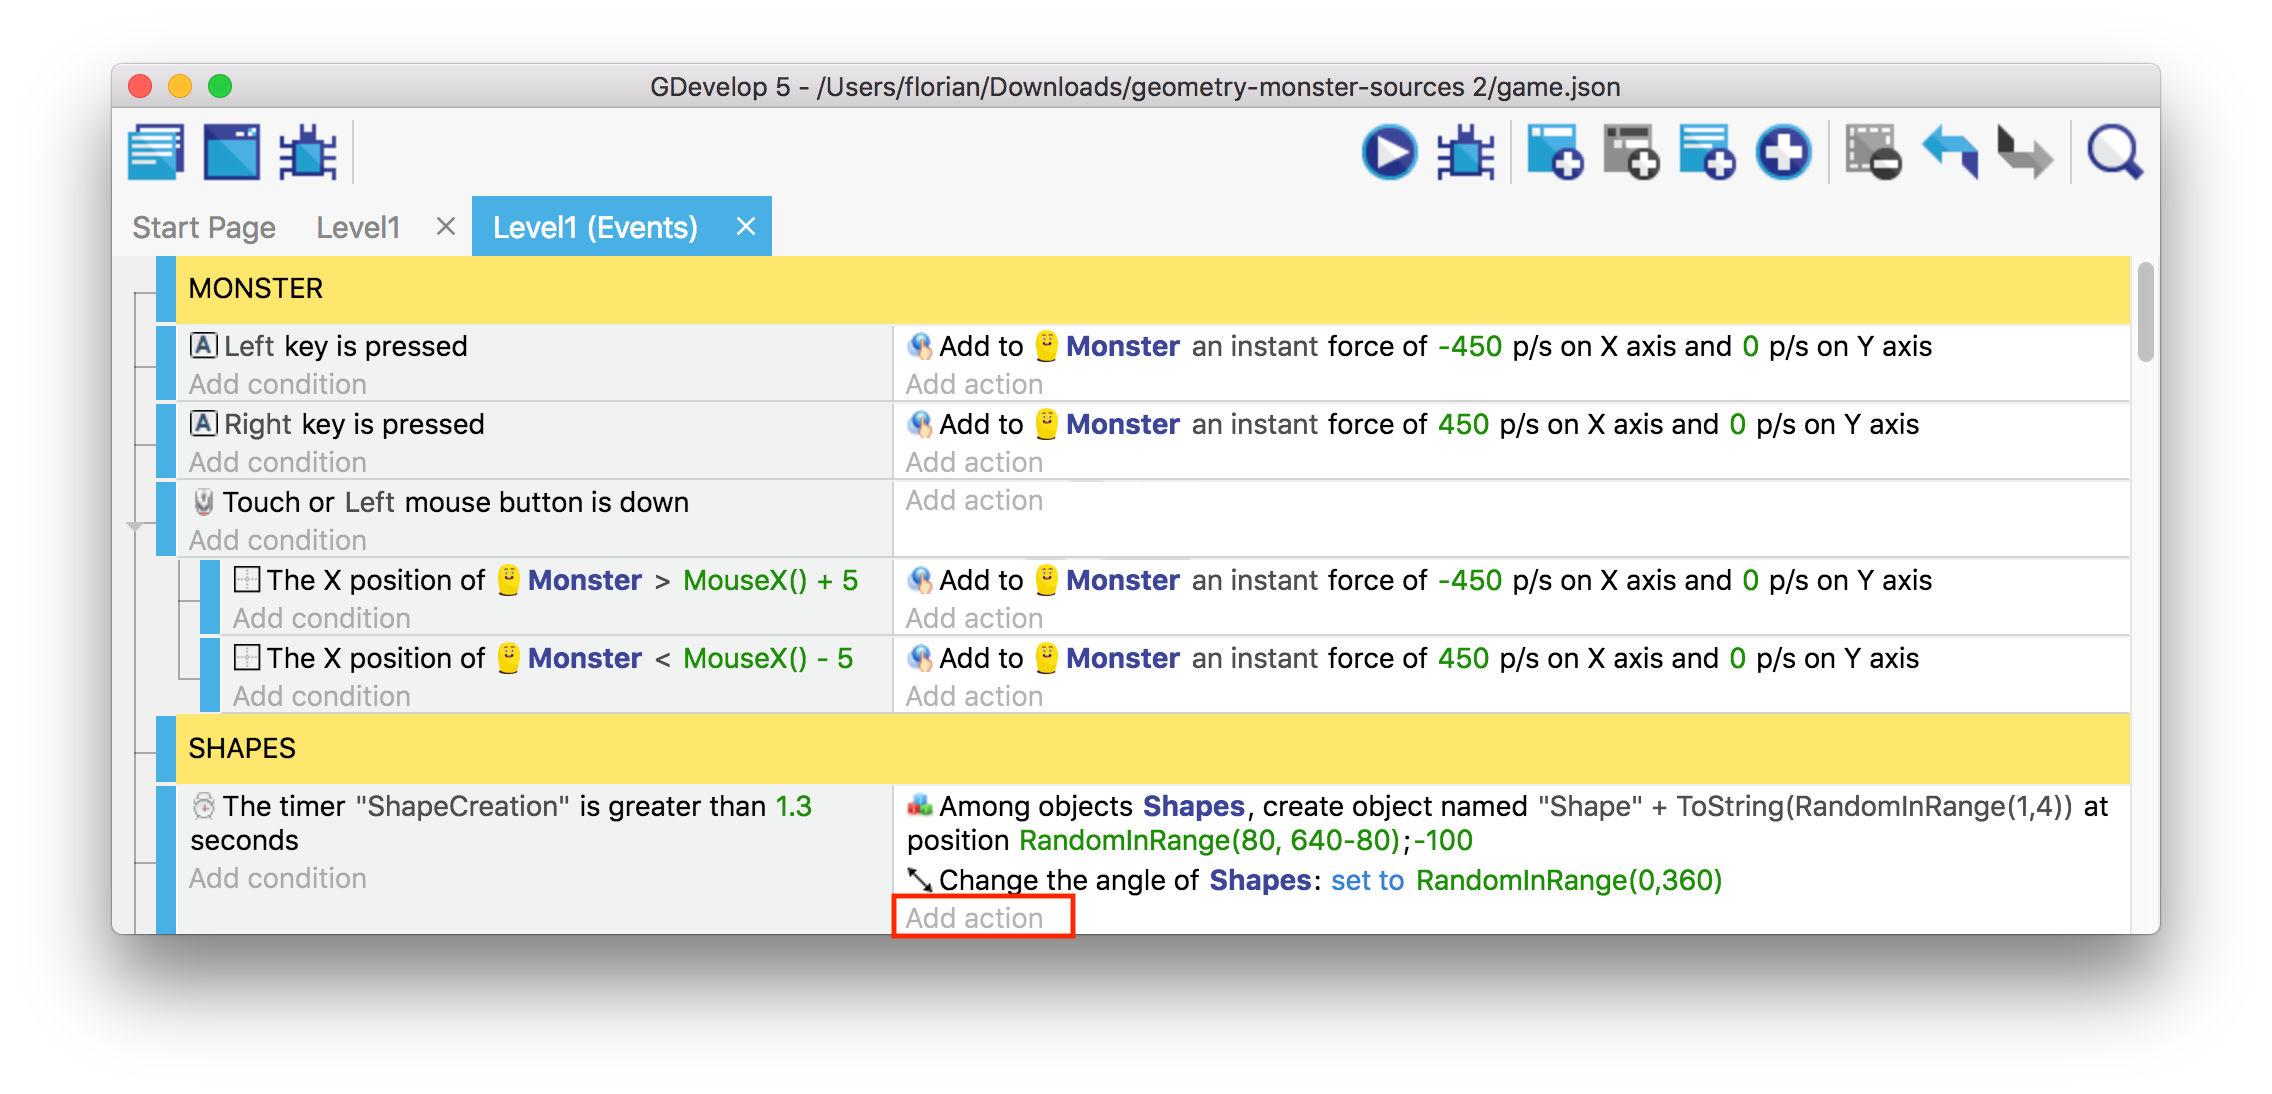 GDevelop 5 - /Users/florian/Downloads/geometry-monster-sources 2/game.json
Start Page Level1 Level1 (Events)
MONSTER
Left key is pressed
Add condition
Add to Monster an instant force of -450 p/s on X axis and 0 p/s on Y axis
Add action
Right key is pressed
Add condition
Add to Monster an instant force of 450 p/s on X axis and 0 p/s on Y axis
Add action
Touch or Left mouse button is down
Add condition
Add action
The X position of Monster > MouseX() + 5
Add condition
Add to Monster an instant force of -450 p/s on X axis and 0 p/s on Y axis
Add action
The X position of Monster < MouseX() - 5
Add condition
Add to Monster an instant force of 450 p/s on X axis and 0 p/s on Y axis
Add action
SHAPES
The timer "ShapeCreation" is greater than 1.3
seconds
Add condition
Among objects Shapes, create object named "Shape" + ToString(RandomInRange(1,4)) at
position RandomInRange(80, 640-80);-100
Change the angle of Shapes: set to RandomInRange(0,360)
Add action